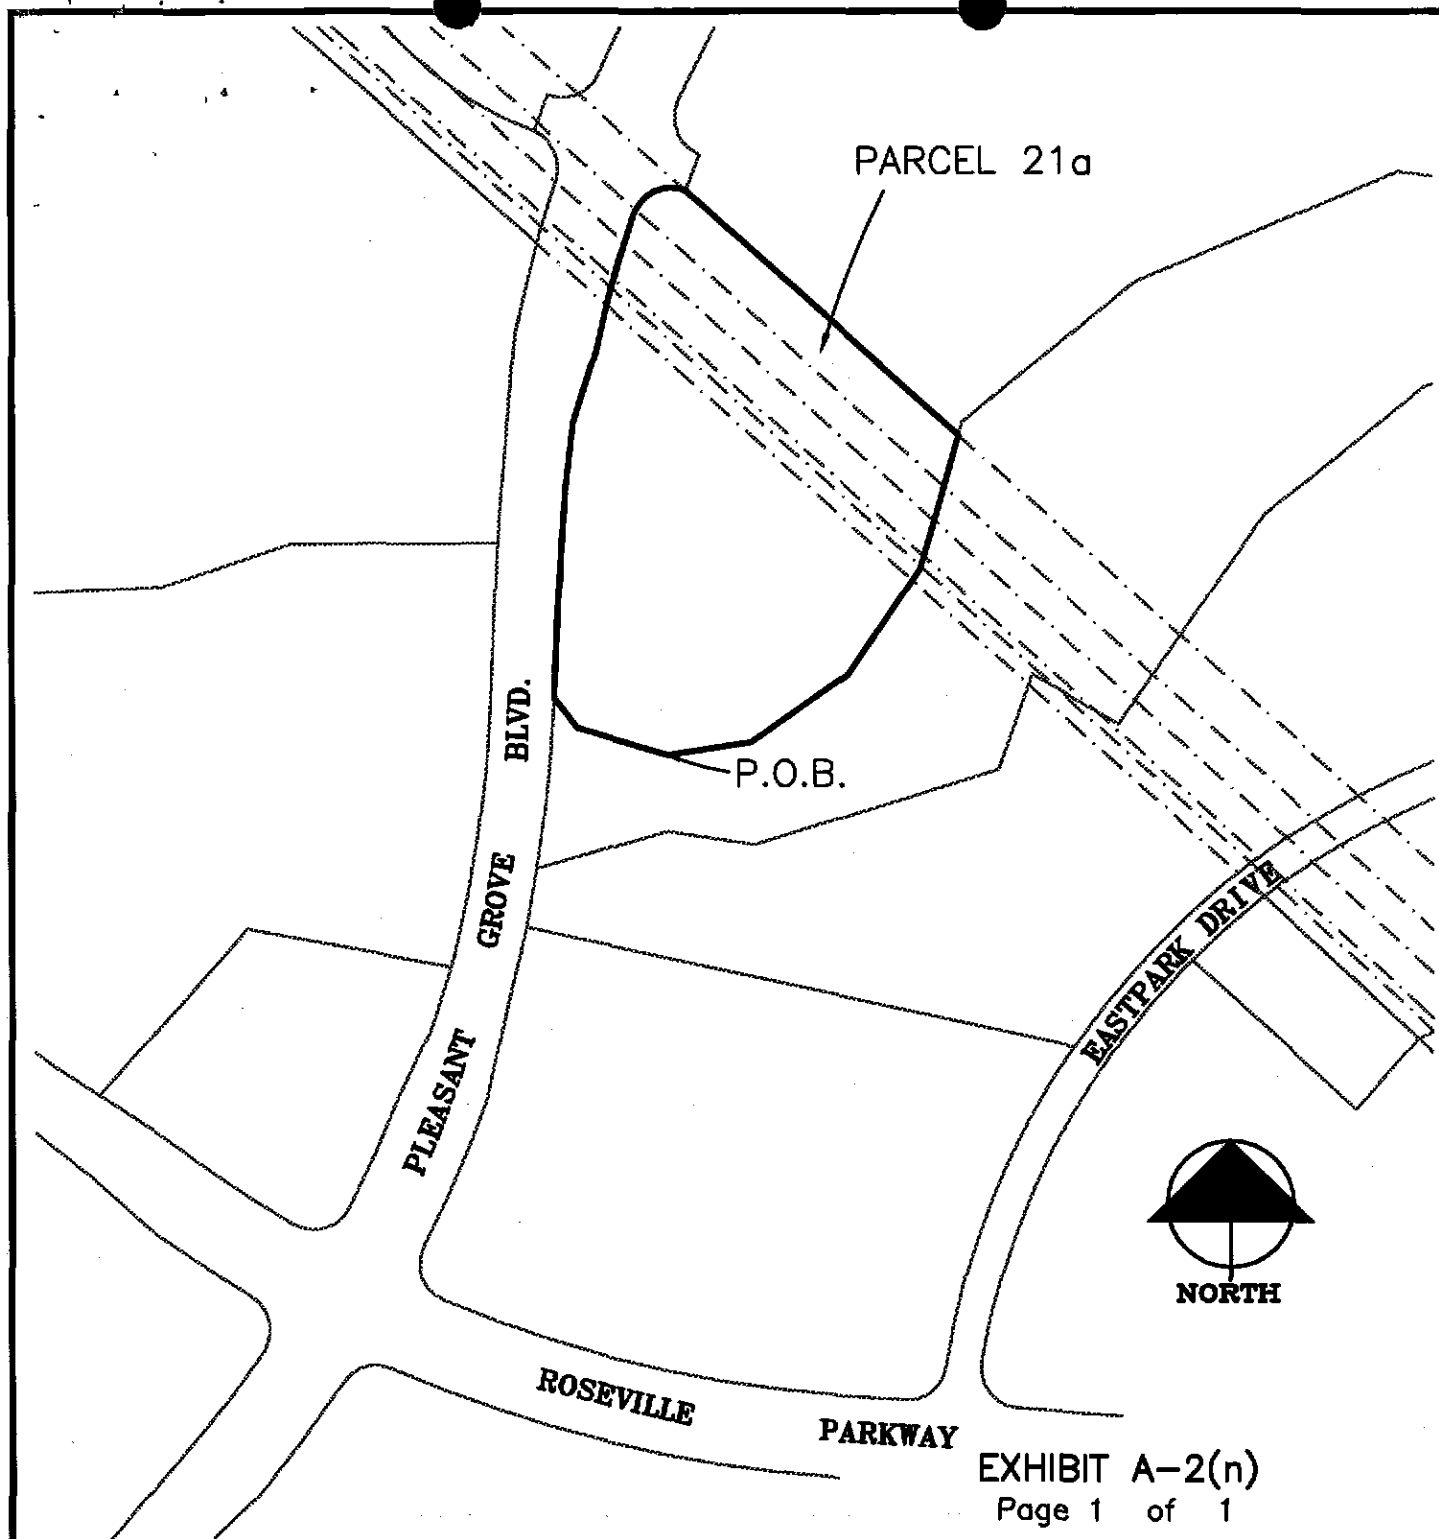 PARCEL 21a
BLVD.
P.O.B.
GROVE
EASTPARK DRIVE
PLEASANT
NORTH
ROSEVILLE
PARKWAY
EXHIBIT A-2(n)
Page 1 of 1